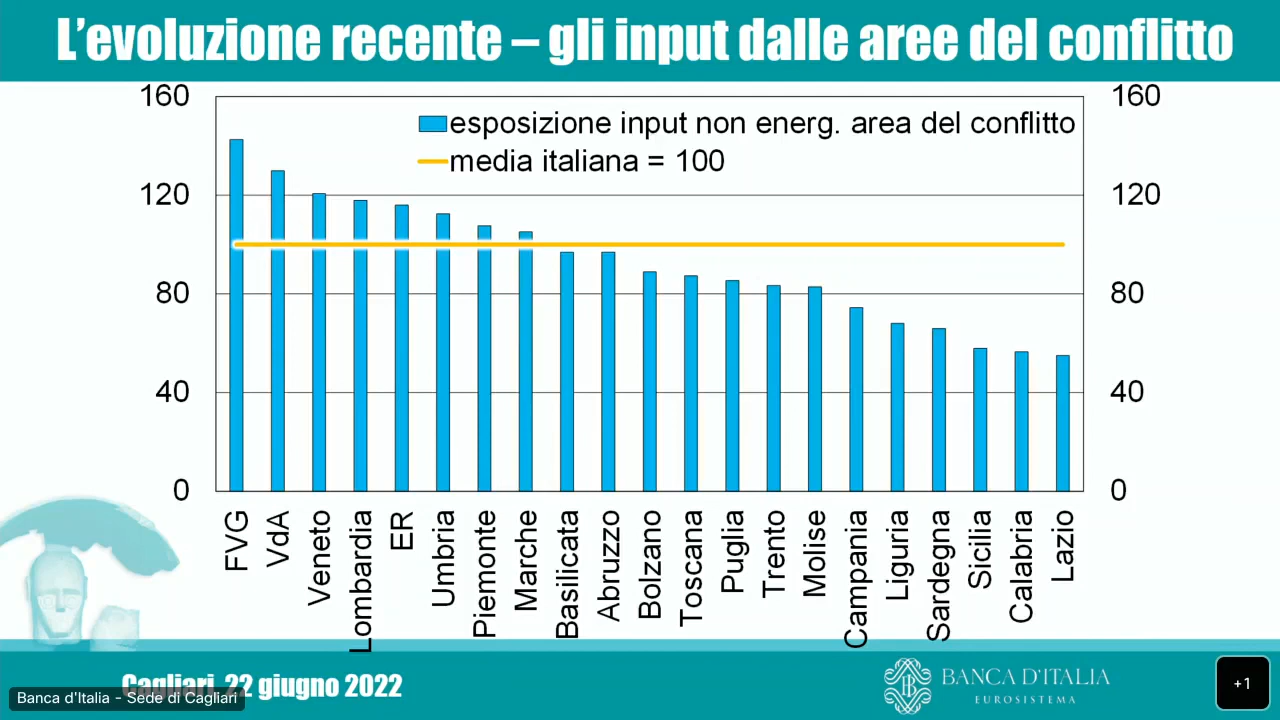 L’evoluzione recente – gli input dalle aree del conflitto
160
160
esposizione input non energ. area del conflitto
media italiana = 100
120
120
80
80
40
40
0
0
FVG
VdA
Veneto
Lombardia
ER
Umbria
Piemonte
Marche
Basilicata
Abruzzo
Bolzano
Toscana
Puglia
Trento
Molise
Campania
Liguria
Sardegna
Sicilia
Calabria
Lazio
Cagliari, 22 giugno 2022
Banca d'Italia - Sede di Cagliari
BANCA D'ITALIA
EUROSISTEMA
+1